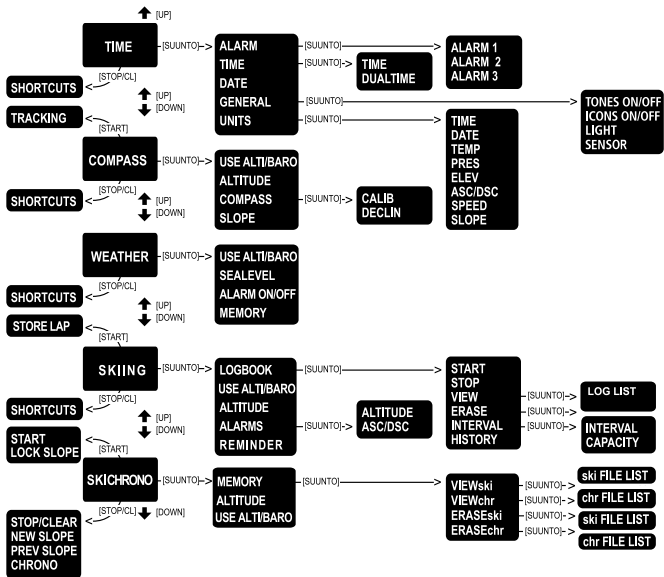 [UP]
TIME
[SUUNTO]
[STOP/CL]
SHORTCUTS
[UP]
[DOWN]
ALARM
TIME
DATE
GENERAL
UNITS
[SUUNTO]
[SUUNTO]
[SUUNTO]
[SUUNTO]
ALARM 1
ALARM 2
ALARM 3
TIME
DUALTIME
TONES ON/OFF
ICONS ON/OFF
LIGHT
SENSOR
TIME
DATE
TEMP
PRES
ELEV
ASC/DSC
SPEED
SLOPE
TRACKING
[START]
COMPASS
[SUUNTO]
[STOP/CL]
SHORTCUTS
[UP]
[DOWN]
USE ALTI/BARO
ALTITUDE
COMPASS
SLOPE
[SUUNTO]
CALIB
DECLIN
WEATHER
[SUUNTO]
[STOP/CL]
SHORTCUTS
[UP]
[DOWN]
USE ALTI/BARO
SEALEVEL
ALARM ON/OFF
MEMORY
STORE LAP
[START]
SKIING
[SUUNTO]
[STOP/CL]
SHORTCUTS
[UP]
[DOWN]
LOGBOOK
USE ALTI/BARO
ALTITUDE
ALARMS
REMINDER
[SUUNTO]
[SUUNTO]
ALTITUDE
ASC/DSC
START
STOP
VIEW
ERASE
INTERVAL
HISTORY
[SUUNTO]
[SUUNTO]
[SUUNTO]
LOG LIST
INTERVAL
CAPACITY
START
LOCK SLOPE
[START]
SKICHRONO
[SUUNTO]
[STOP/CL]
[DOWN]
STOP/CLEAR
NEW SLOPE
PREV SLOPE
CHRONO
MEMORY
ALTITUDE
USE ALTI/BARO
[SUUNTO]
VIEWski
VIEWchr
ERASEski
ERASEchr
[SUUNTO]
[SUUNTO]
[SUUNTO]
[SUUNTO]
ski FILE LIST
chr FILE LIST
ski FILE LIST
chr FILE LIST